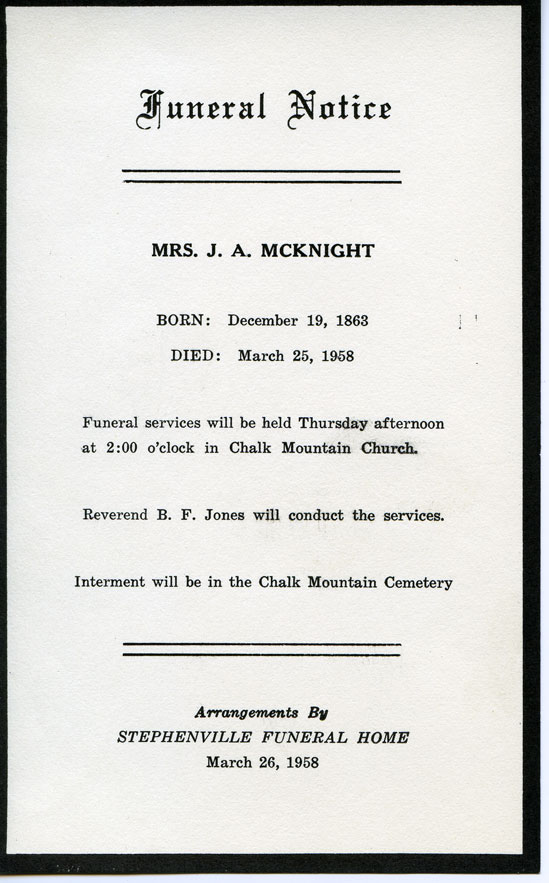 Funeral Notice
MRS. J. A. MCKNIGHT
BORN: December 19, 1863
DIED: March 25, 1958
Funeral services will be held Thursday afternoon
at 2:00 o'clock in Chalk Mountain Church.
Reverend B. F. Jones will conduct the services.
Interment will be in the Chalk Mountain Cemetery
Arrangements By
STEPHENVILLE FUNERAL HOME
March 26, 1958